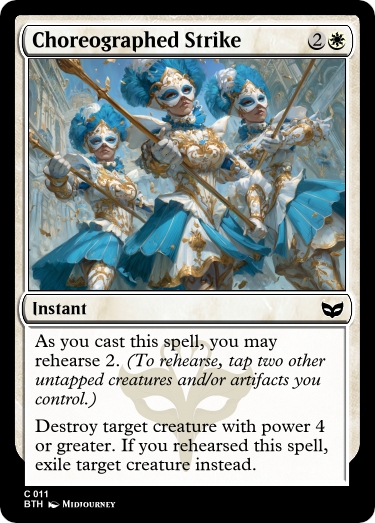 Choreographed Strike 2
Instant
As you cast this spell, you may
rehearse 2. (To rehearse, tap two other
untapped creatures and/or artifacts you
control.)
Destroy target creature with power 4
or greater. If you rehearsed this spell,
exile target creature instead.
C 011
BTH Midjourney